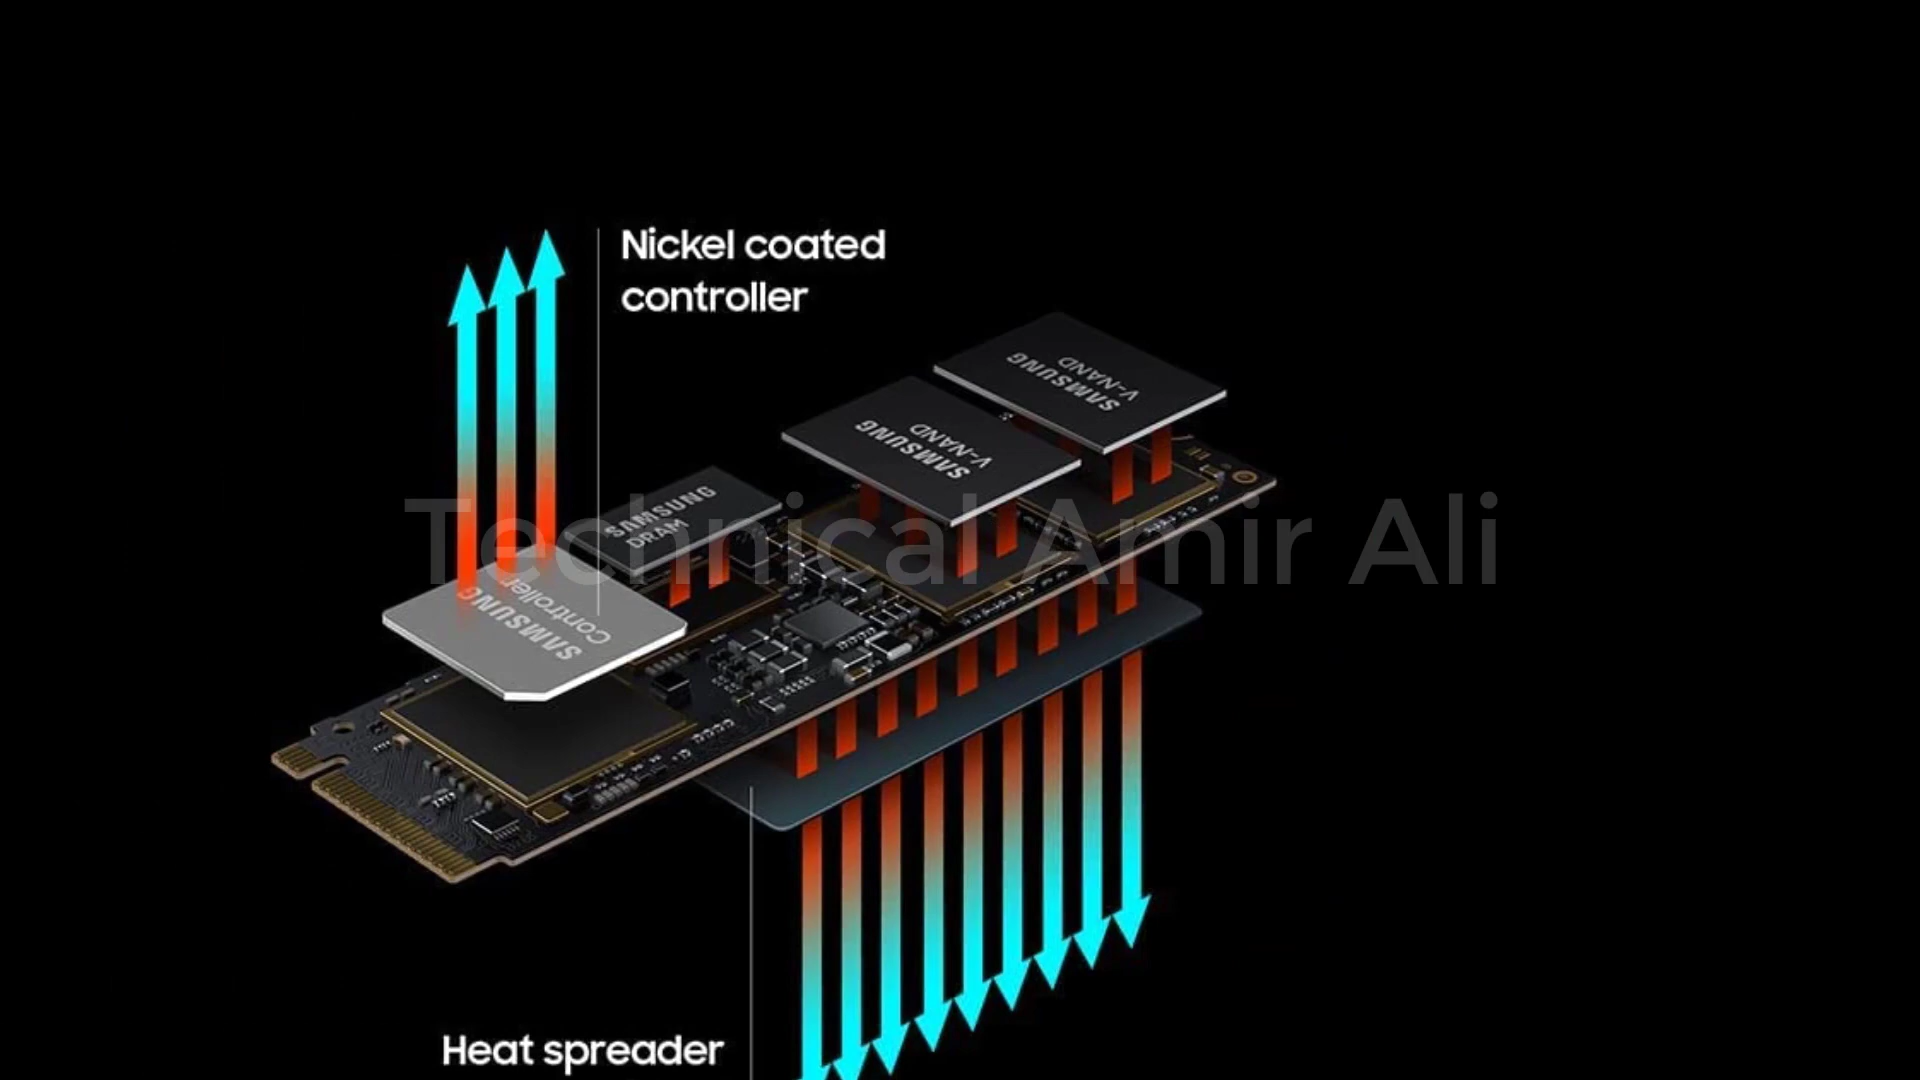 Nickel coated
controller
SAMSUNG
V-NAND
SAMSUNG
V-NAND
SAMSUNG
DRAM
Technical Amir Ali
SAMSUNG
Controller
Heat spreader